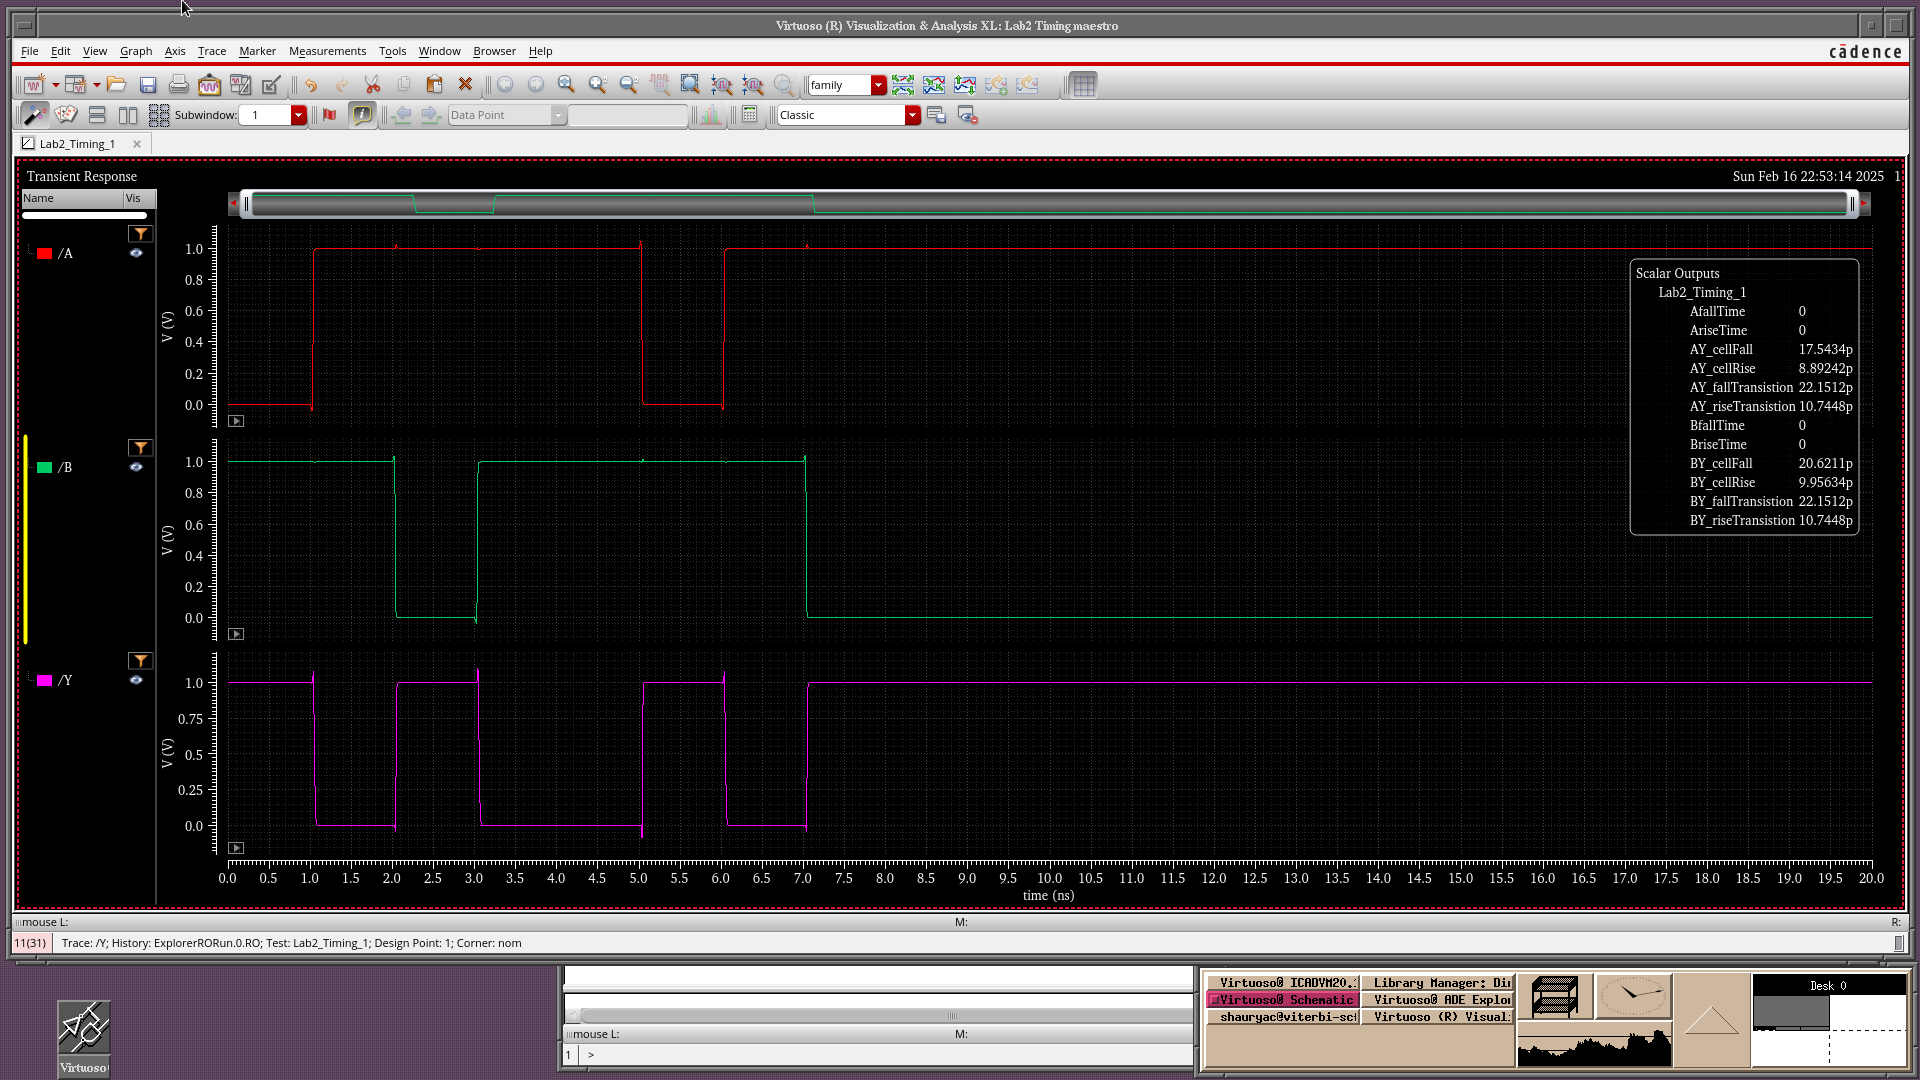 Virtuoso (R) Visualization & Analysis XL: Lab2 Timing maestro
File Edit View Graph Axis Trace Marker Measurements Tools Window Browser Help
cādence
family
Subwindow: 1
Data Point
Classic
Lab2_Timing_1
Transient Response
Sun Feb 16 22:53:14 2025 1
Name Vis
/A
V (V)
1.0
0.8
0.6
0.4
0.2
0.0
/B
V (V)
1.0
0.8
0.6
0.4
0.2
0.0
/Y
V (V)
1.0
0.75
0.5
0.25
0.0
Scalar Outputs
Lab2_Timing_1
AfallTime 0
AriseTime 0
AY_cellFall 17.5434p
AY_cellRise 8.89242p
AY_fallTransistion 22.1512p
AY_riseTransistion 10.7448p
BfallTime 0
BriseTime 0
BY_cellFall 20.6211p
BY_cellRise 9.95634p
BY_fallTransistion 22.1512p
BY_riseTransistion 10.7448p
0.0 0.5 1.0 1.5 2.0 2.5 3.0 3.5 4.0 4.5 5.0 5.5 6.0 6.5 7.0 7.5 8.0 8.5 9.0 9.5 10.0 10.5 11.0 11.5 12.0 12.5 13.0 13.5 14.0 14.5 15.0 15.5 16.0 16.5 17.0 17.5 18.0 18.5 19.0 19.5 20.0
time (ns)
mouse L: M: R:
11(31) Trace: /Y; History: ExplorerRORun.0.RO; Test: Lab2_Timing_1; Design Point: 1; Corner: nom
mouse L: M:
1 >
Virtuoso® ICADVM20. Library Manager: Di
Virtuoso® Schematic Virtuoso® ADE Explo
shauryac@viterbi-sc Virtuoso (R) Visual
Desk 0
Virtuoso